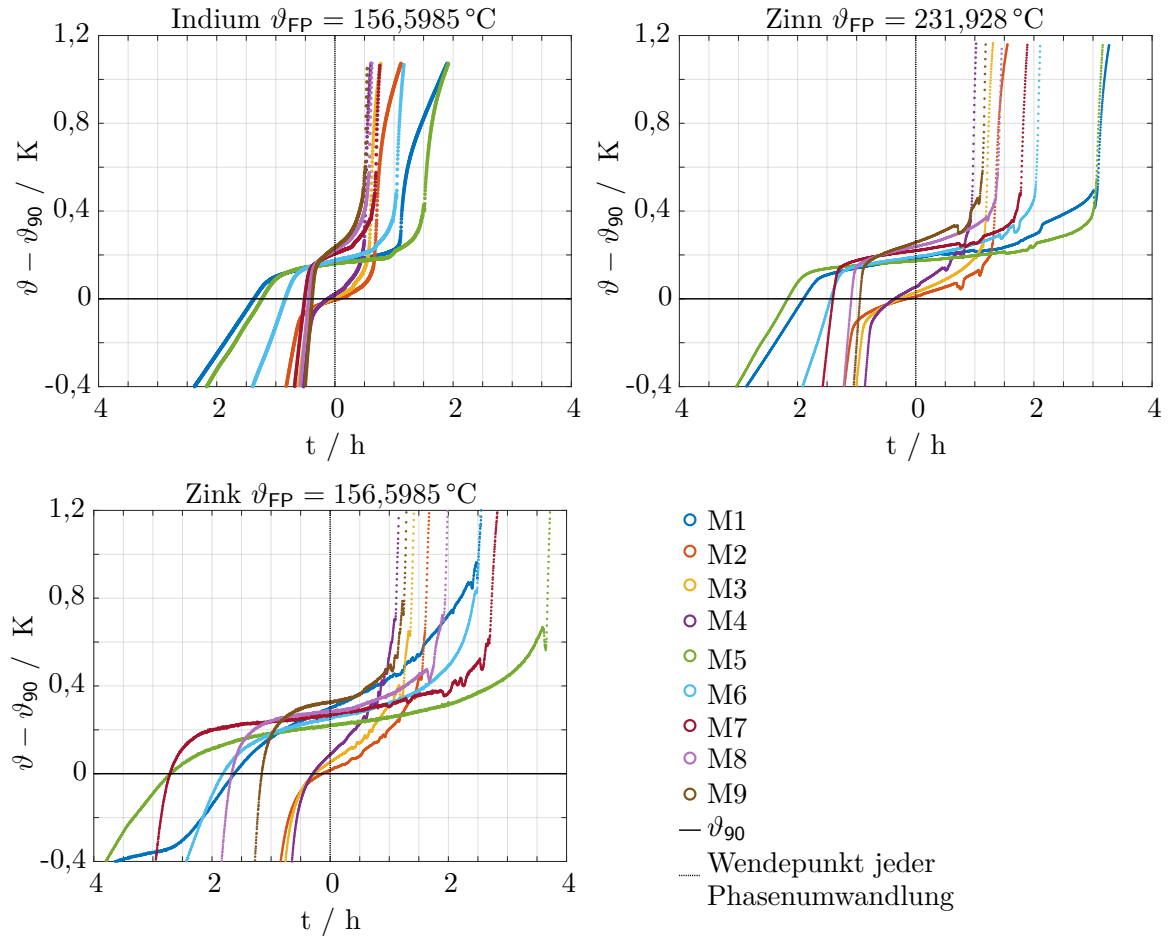 Indium ϑFP = 156,5985 °C
1,2
0,8
0,4
0
-0,4
ϑ − ϑ90 / K
4 2 0 2 4
t / h
Zinn ϑFP = 231,928 °C
1,2
0,8
0,4
0
-0,4
ϑ − ϑ90 / K
4 2 0 2 4
t / h
Zink ϑFP = 156,5985 °C
1,2
0,8
0,4
0
-0,4
ϑ − ϑ90 / K
4 2 0 2 4
t / h
M1
M2
M3
M4
M5
M6
M7
M8
M9
ϑ90
Wendepunkt jeder
Phasenumwandlung